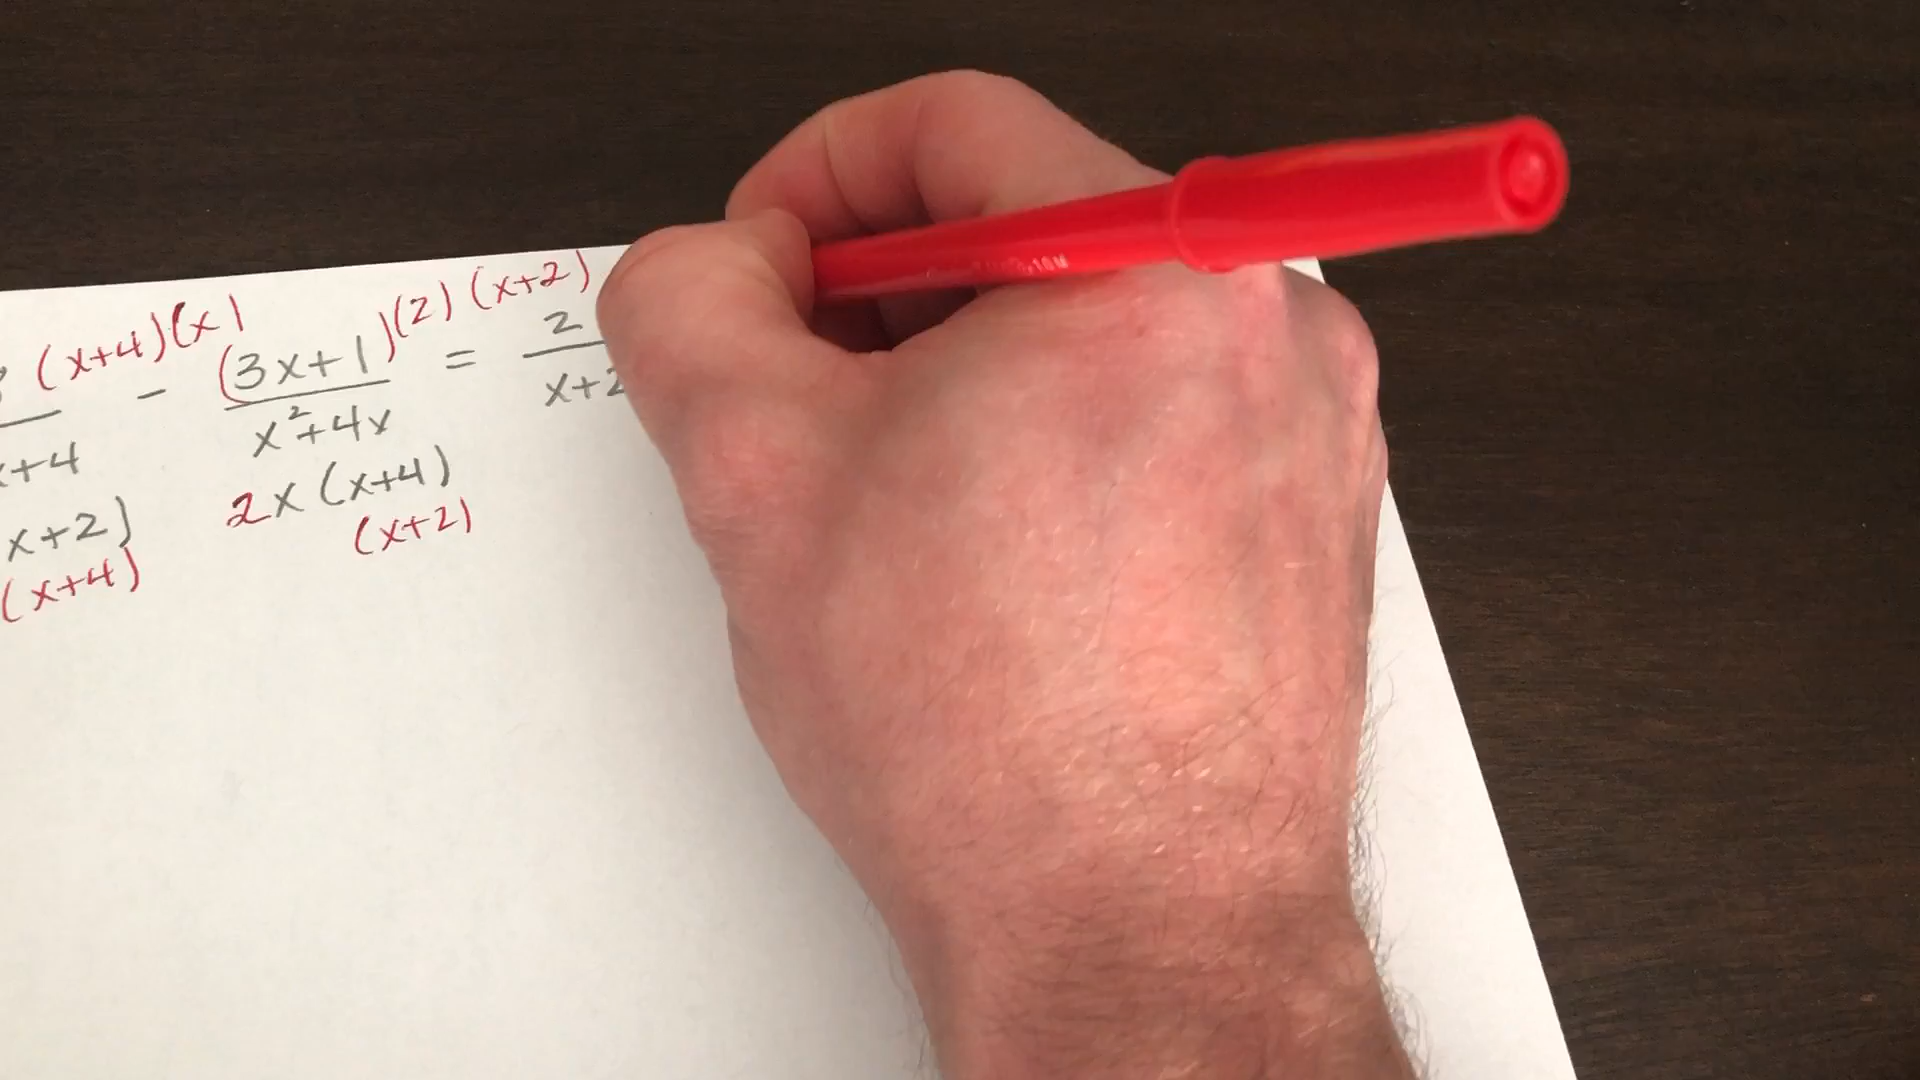 (x+4)(x) (2) (x+2)
- (3x+1) = 2
x+4 x²+4x x+2
x+2) 2x (x+4)
(x+4) (x+2)